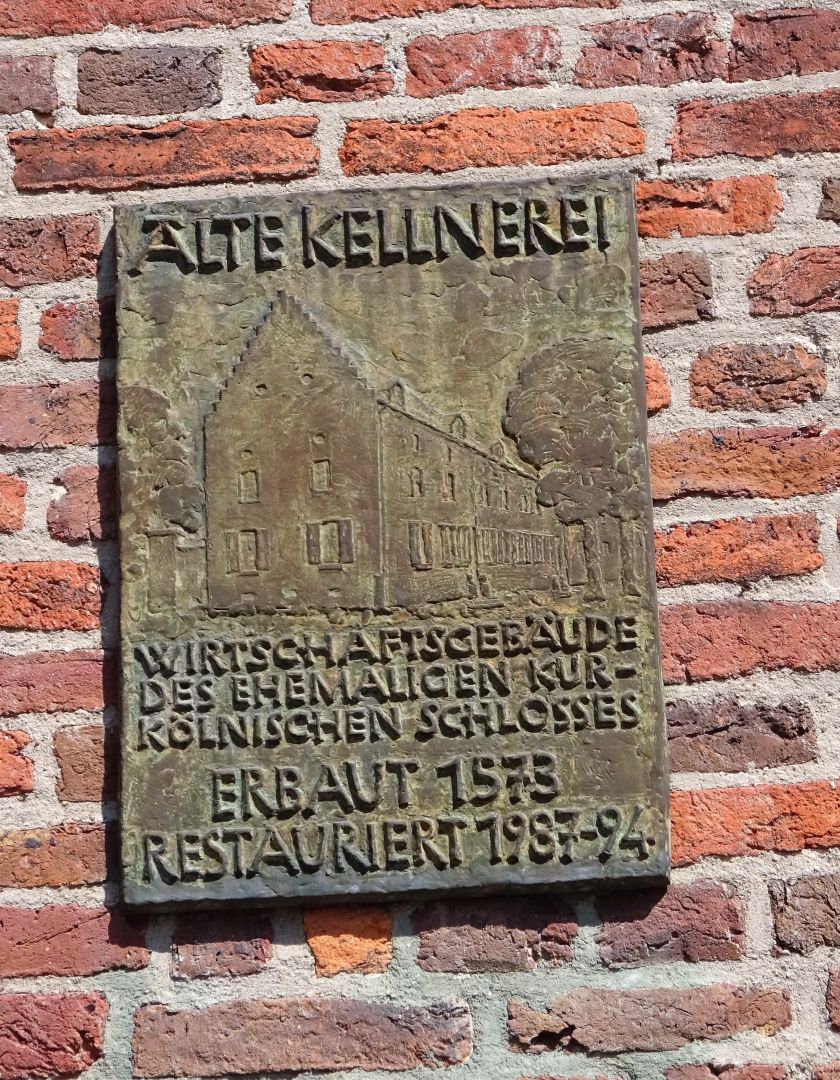 ALTE KELLNEREI
WIRTSCHAFTSGEBÄUDE
DES EHEMALIGEN KUR-
KÖLNISCHEN SCHLOSSES
ERBAUT 1573
RESTAURIERT 1987-94.